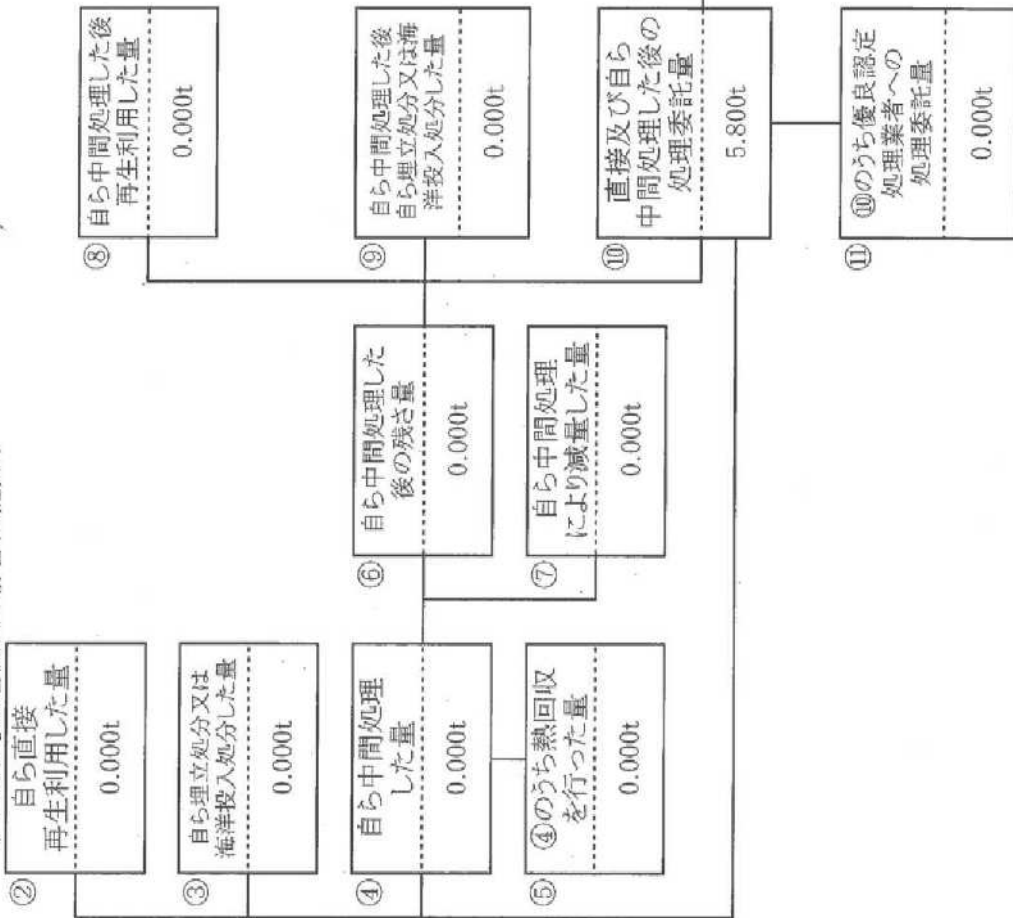 ②
自ら直接
再生利用した量
0.000t
③
自ら埋立処分又は
海洋投入処分した量
0.000t
④
自ら中間処理
した量
0.000t
⑤
④のうち熱回収
を行った量
0.000t
⑥
自ら中間処理した
後の残さ量
0.000t
⑦
自ら中間処理
により減量した量
0.000t
⑧
自ら中間処理した後
再生利用した量
0.000t
⑨
自ら中間処理した後
自ら埋立処分又は海
洋投入処分した量
0.000t
⑩
直接及び自ら
中間処理した後の
処理委託量
5.800t
⑪
⑩のうち優良認定
処理業者への
処理委託量
0.000t